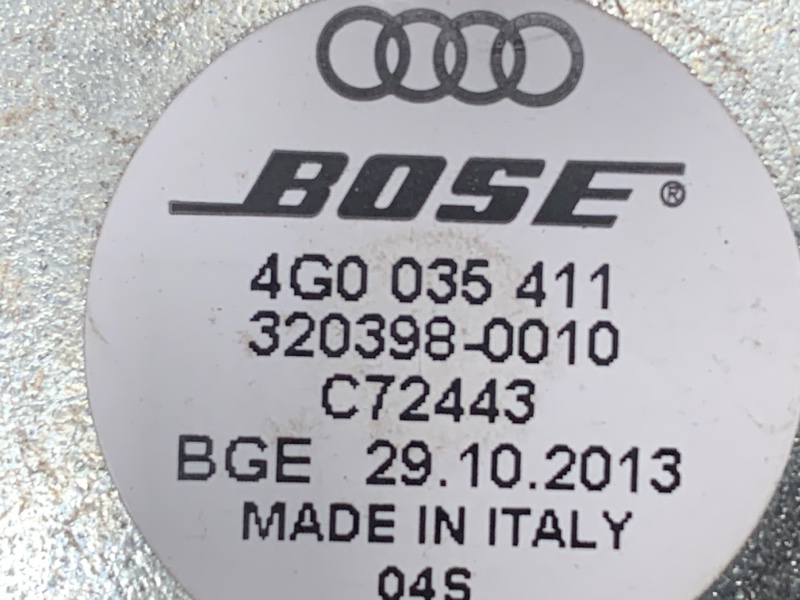 BOSE®
4G0 035 411
320398-0010
C72443
BGE 29.10.2013
MADE IN ITALY
04S